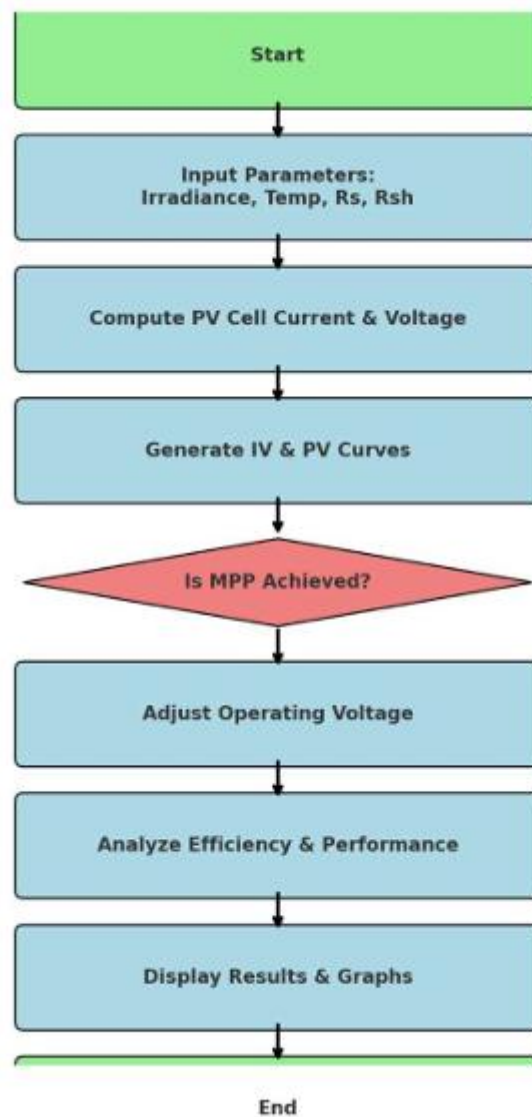 Start
Input Parameters:
Irradiance, Temp, Rs, Rsh
Compute PV Cell Current & Voltage
Generate IV & PV Curves
Is MPP Achieved?
Adjust Operating Voltage
Analyze Efficiency & Performance
Display Results & Graphs
End